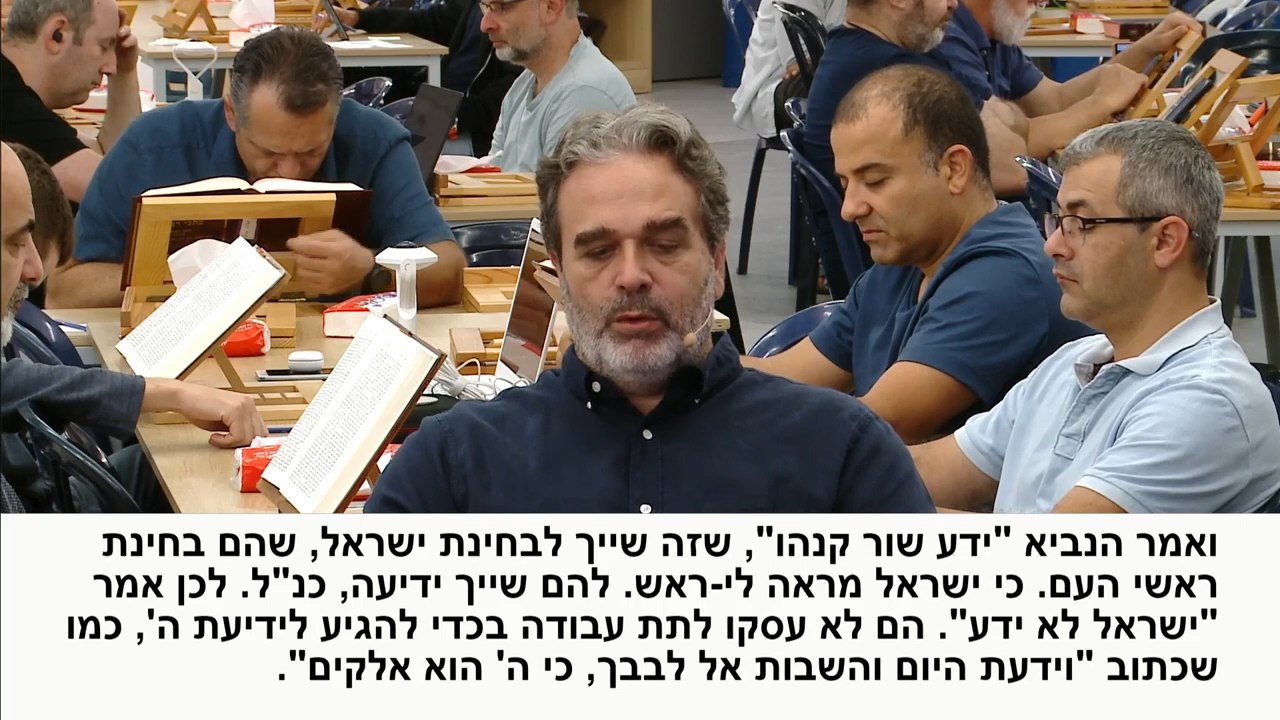 ואמר הנביא "ידע שור קנהו", שזה שייך לבחינת ישראל, שהם בחינת
ראשי העם. כי ישראל מראה לי-ראש. להם שייך ידיעה, כנ"ל. לכן אמר
"ישראל לא ידע". הם לא עסקו לתת עבודה בכדי להגיע לידיעת ה', כמו
שכתוב "וידעת היום והשבות אל לבבך, כי ה' הוא אלקים".